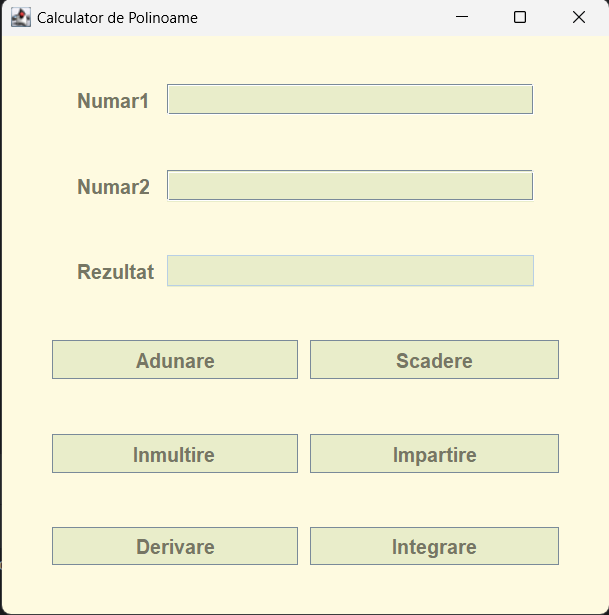 Calculator de Polinoame
Numar1
Numar2
Rezultat
Adunare Scadere
Inmultire Impartire
Derivare Integrare